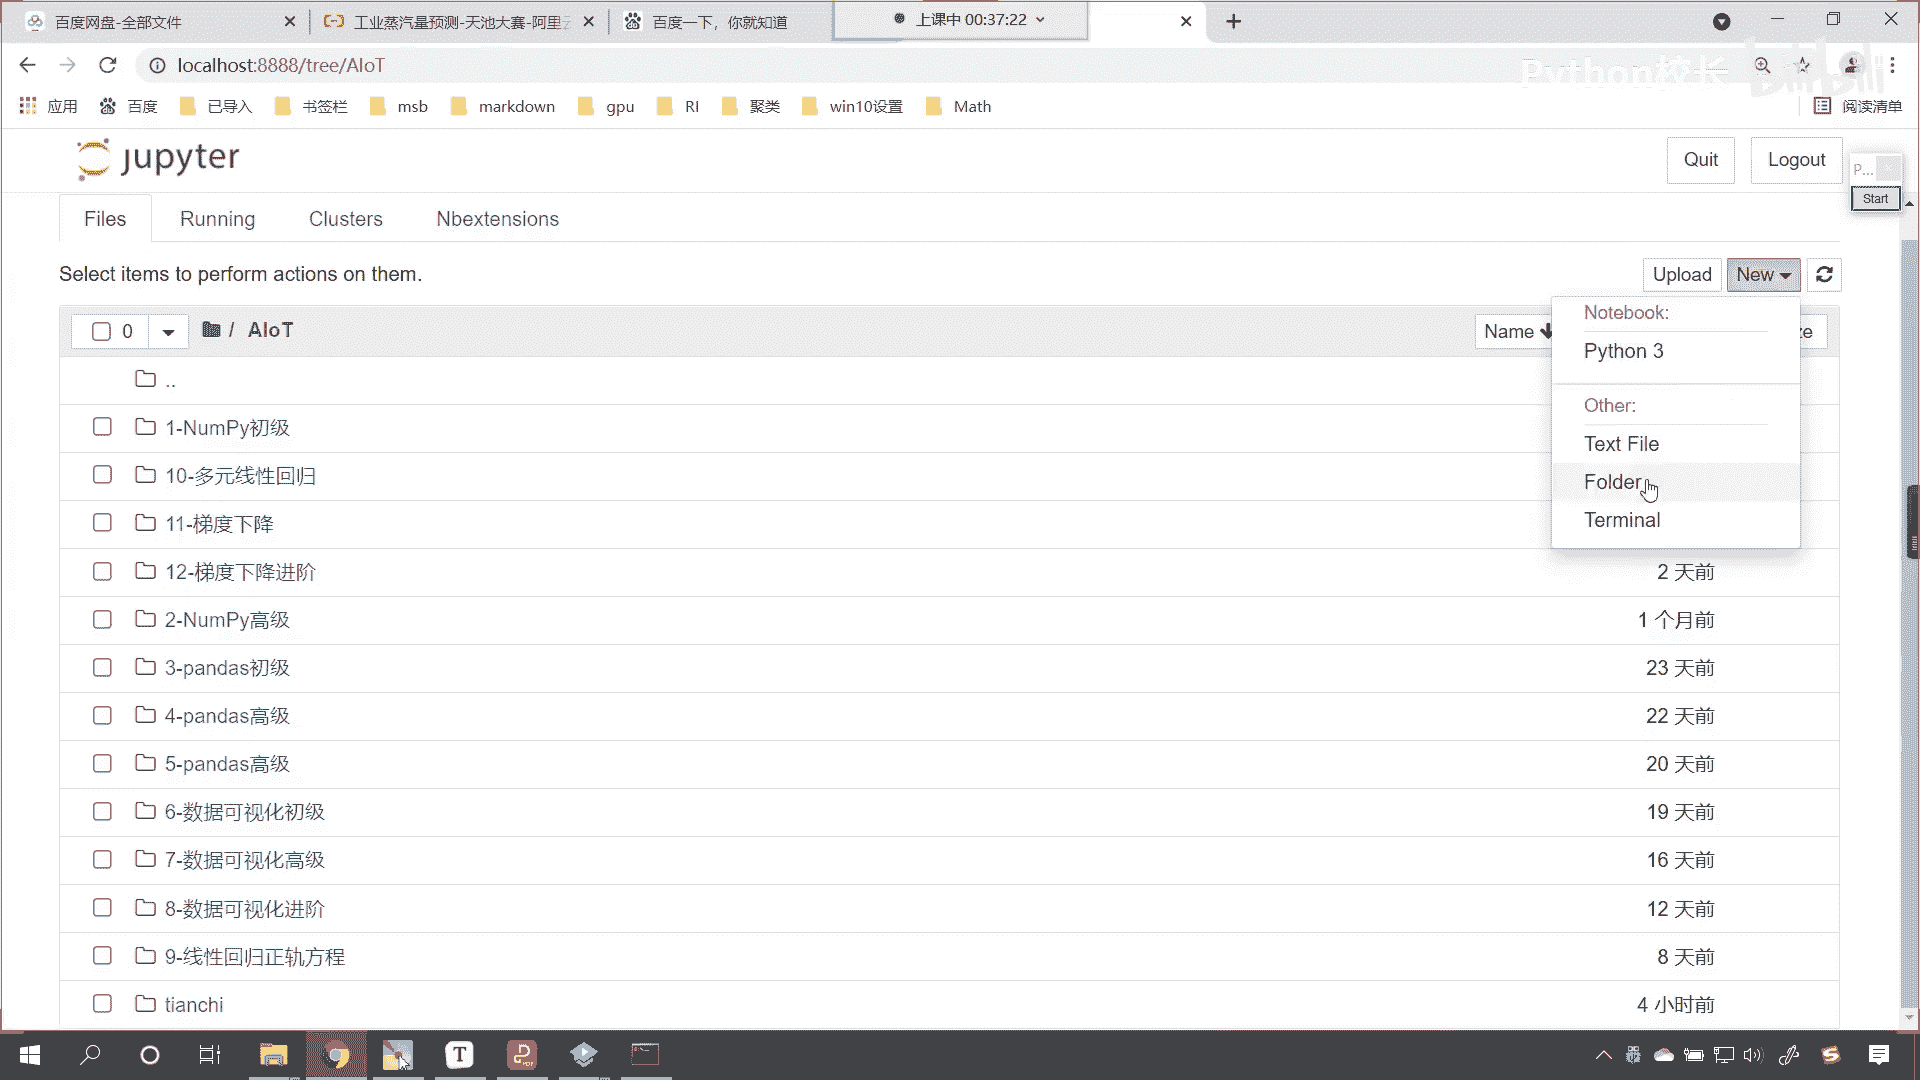 百度网盘-全部文件
工业蒸汽量预测-天池大赛-阿里云
百度一下，你就知道
上课中 00:37:22
localhost:8888/tree/AIoT
Python校长
bilibili
应用
百度
已导入
书签栏
msb
markdown
gpu
RI
聚类
win10设置
Math
阅读清单
jupyter
Quit
Logout
P...
Start
Files
Running
Clusters
Nbextensions
Select items to perform actions on them.
Upload
New
0
/ AIoT
Name
ze
Notebook:
Python 3
Other:
Text File
Folder
Terminal
..
1-NumPy初级
10-多元线性回归
11-梯度下降
12-梯度下降进阶
2 天前
2-NumPy高级
1 个月前
3-pandas初级
23 天前
4-pandas高级
22 天前
5-pandas高级
20 天前
6-数据可视化初级
19 天前
7-数据可视化高级
16 天前
8-数据可视化进阶
12 天前
9-线性回归正轨方程
8 天前
tianchi
4 小时前